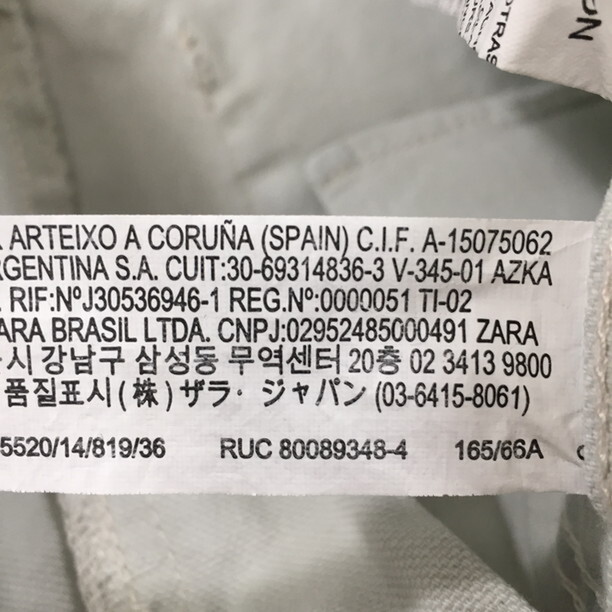 OTRAS
ON
ARTEIXO A CORUÑA (SPAIN) C.I.F. A-15075062
RGENTINA S.A. CUIT:30-69314836-3 V-345-01 AZKA
RIF:NºJ30536946-1 REG.Nº:0000051 TI-02
ARA BRASIL LTDA. CNPJ:02952485000491 ZARA
시 강남구 삼성동 무역센터 20층 02 3413 9800
품질표시(株)ザラ・ジャパン (03-6415-8061)
5520/14/819/36 RUC 80089348-4 165/66A